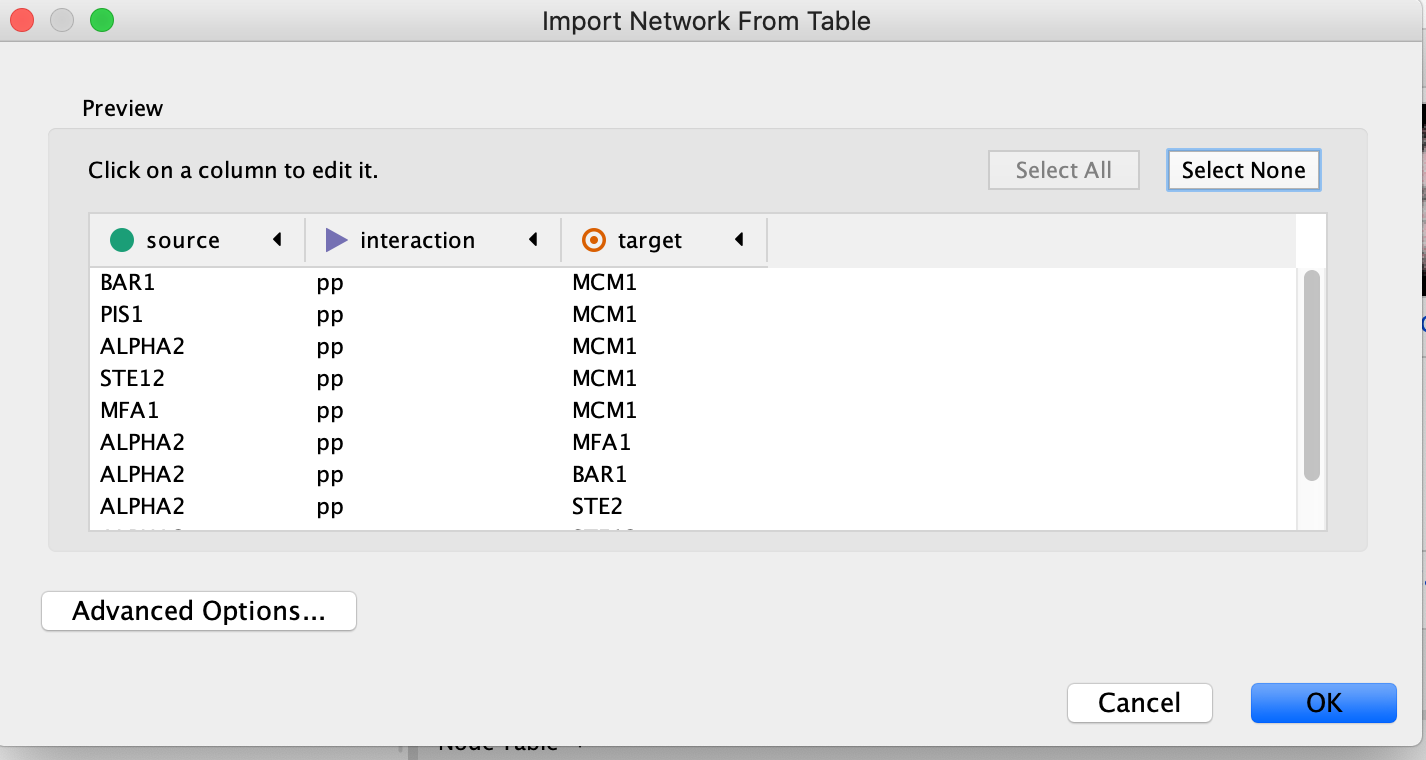 Import Network From Table
Preview
Click on a column to edit it.
Select All
Select None
source interaction target
BAR1 pp MCM1
PIS1 pp MCM1
ALPHA2 pp MCM1
STE12 pp MCM1
MFA1 pp MCM1
ALPHA2 pp MFA1
ALPHA2 pp BAR1
ALPHA2 pp STE2
Advanced Options...
Cancel
OK
Node Table